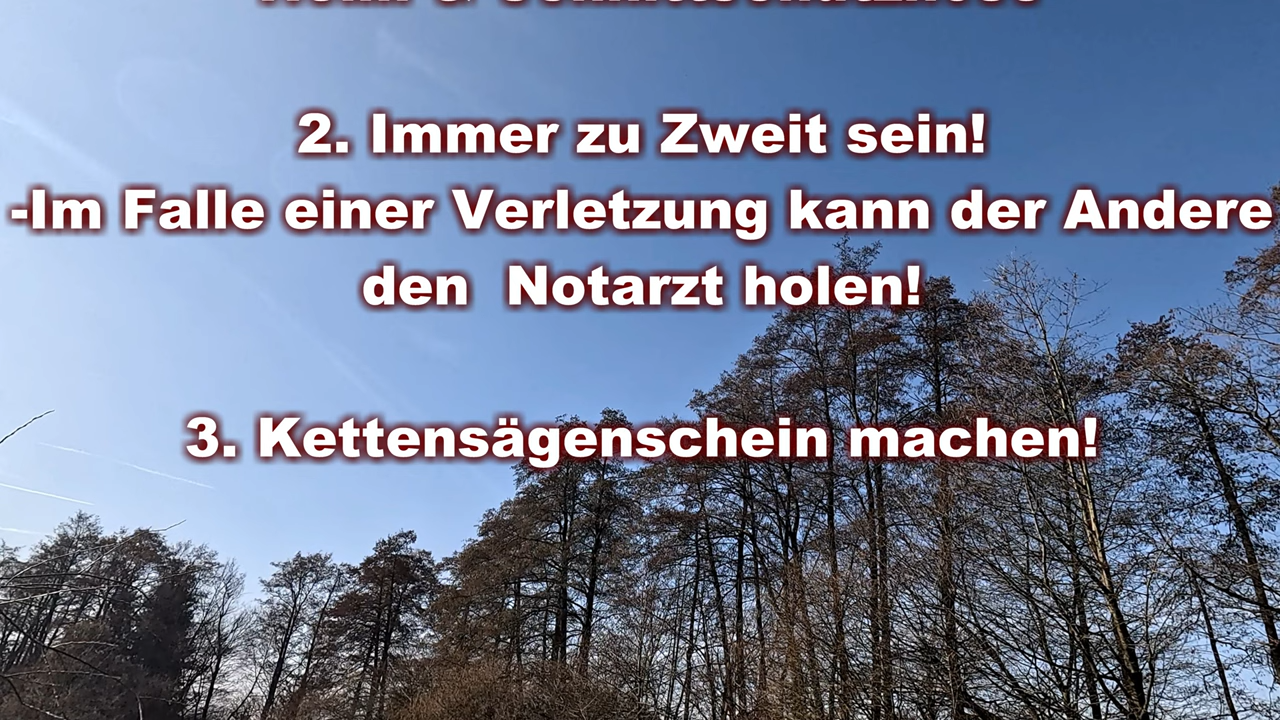 2. Immer zu Zweit sein!
-Im Falle einer Verletzung kann der Andere
den Notarzt holen!
3. Kettensägenschein machen!